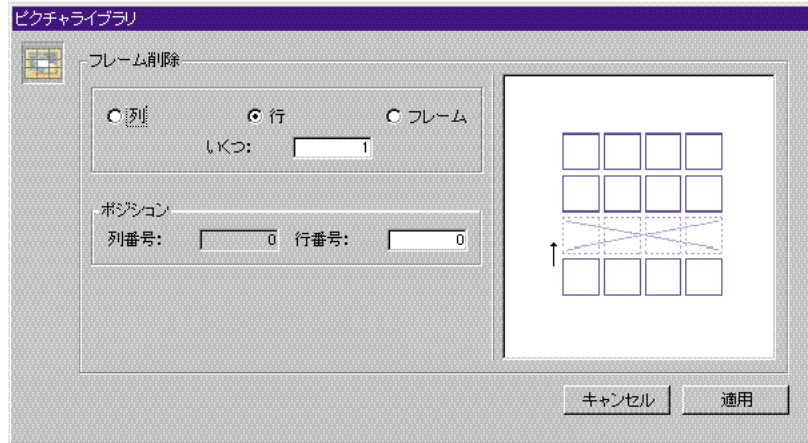 ピクチャライブラリ
フレーム削除
列 行 フレーム
いくつ: 1
ポジション
列番号: 0 行番号: 0
キャンセル 適用